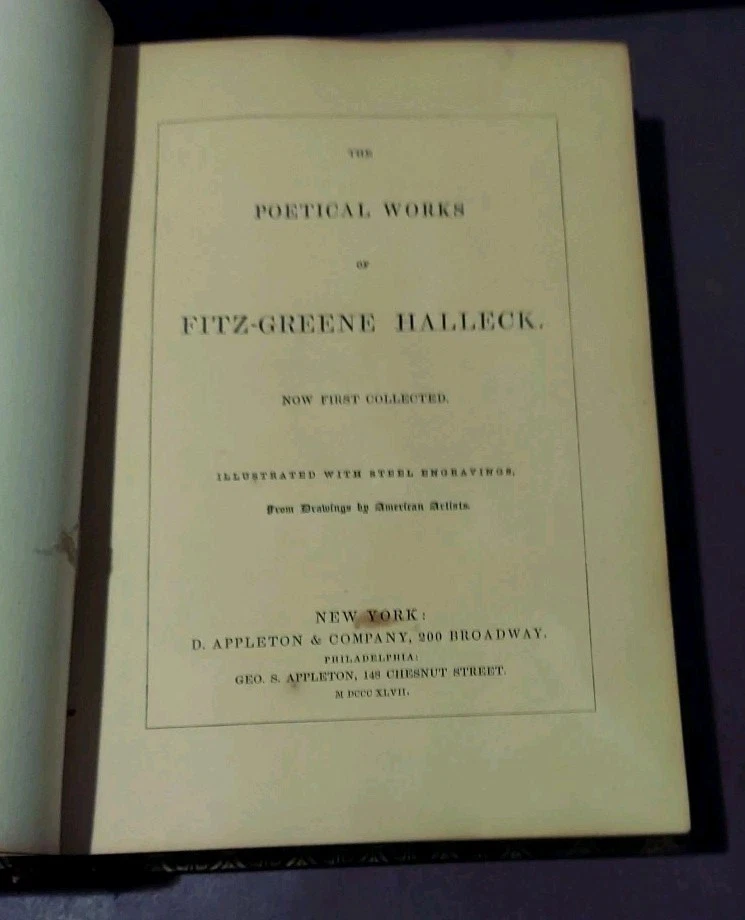 THE
POETICAL WORKS
OF
FITZ-GREENE HALLECK.
NOW FIRST COLLECTED.
ILLUSTRATED WITH STEEL ENGRAVINGS,
From Drawings by American Artists.
NEW YORK:
D. APPLETON & COMPANY, 200 BROADWAY.
PHILADELPHIA:
GEO. S. APPLETON, 148 CHESNUT STREET.
M DCCC XLVII.